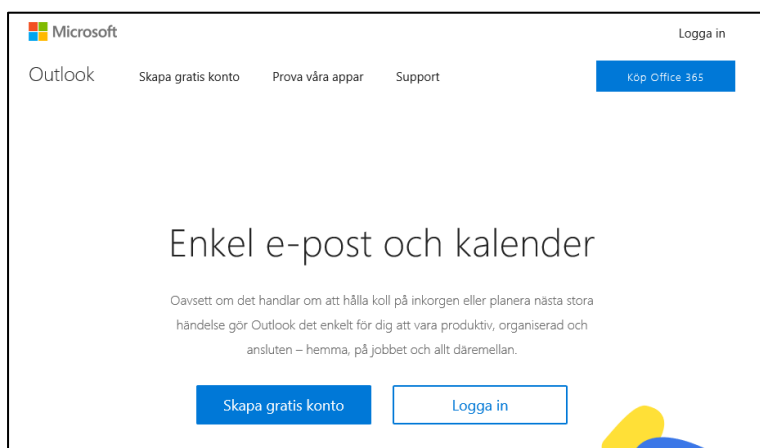 Microsoft
Logga in
Outlook
Skapa gratis konto
Prova våra appar
Support
Köp Office 365
Enkel e-post och kalender
Oavsett om det handlar om att hålla koll på inkorgen eller planera nästa stora
händelse gör Outlook det enkelt för dig att vara produktiv, organiserad och
ansluten – hemma, på jobbet och allt däremellan.
Skapa gratis konto
Logga in